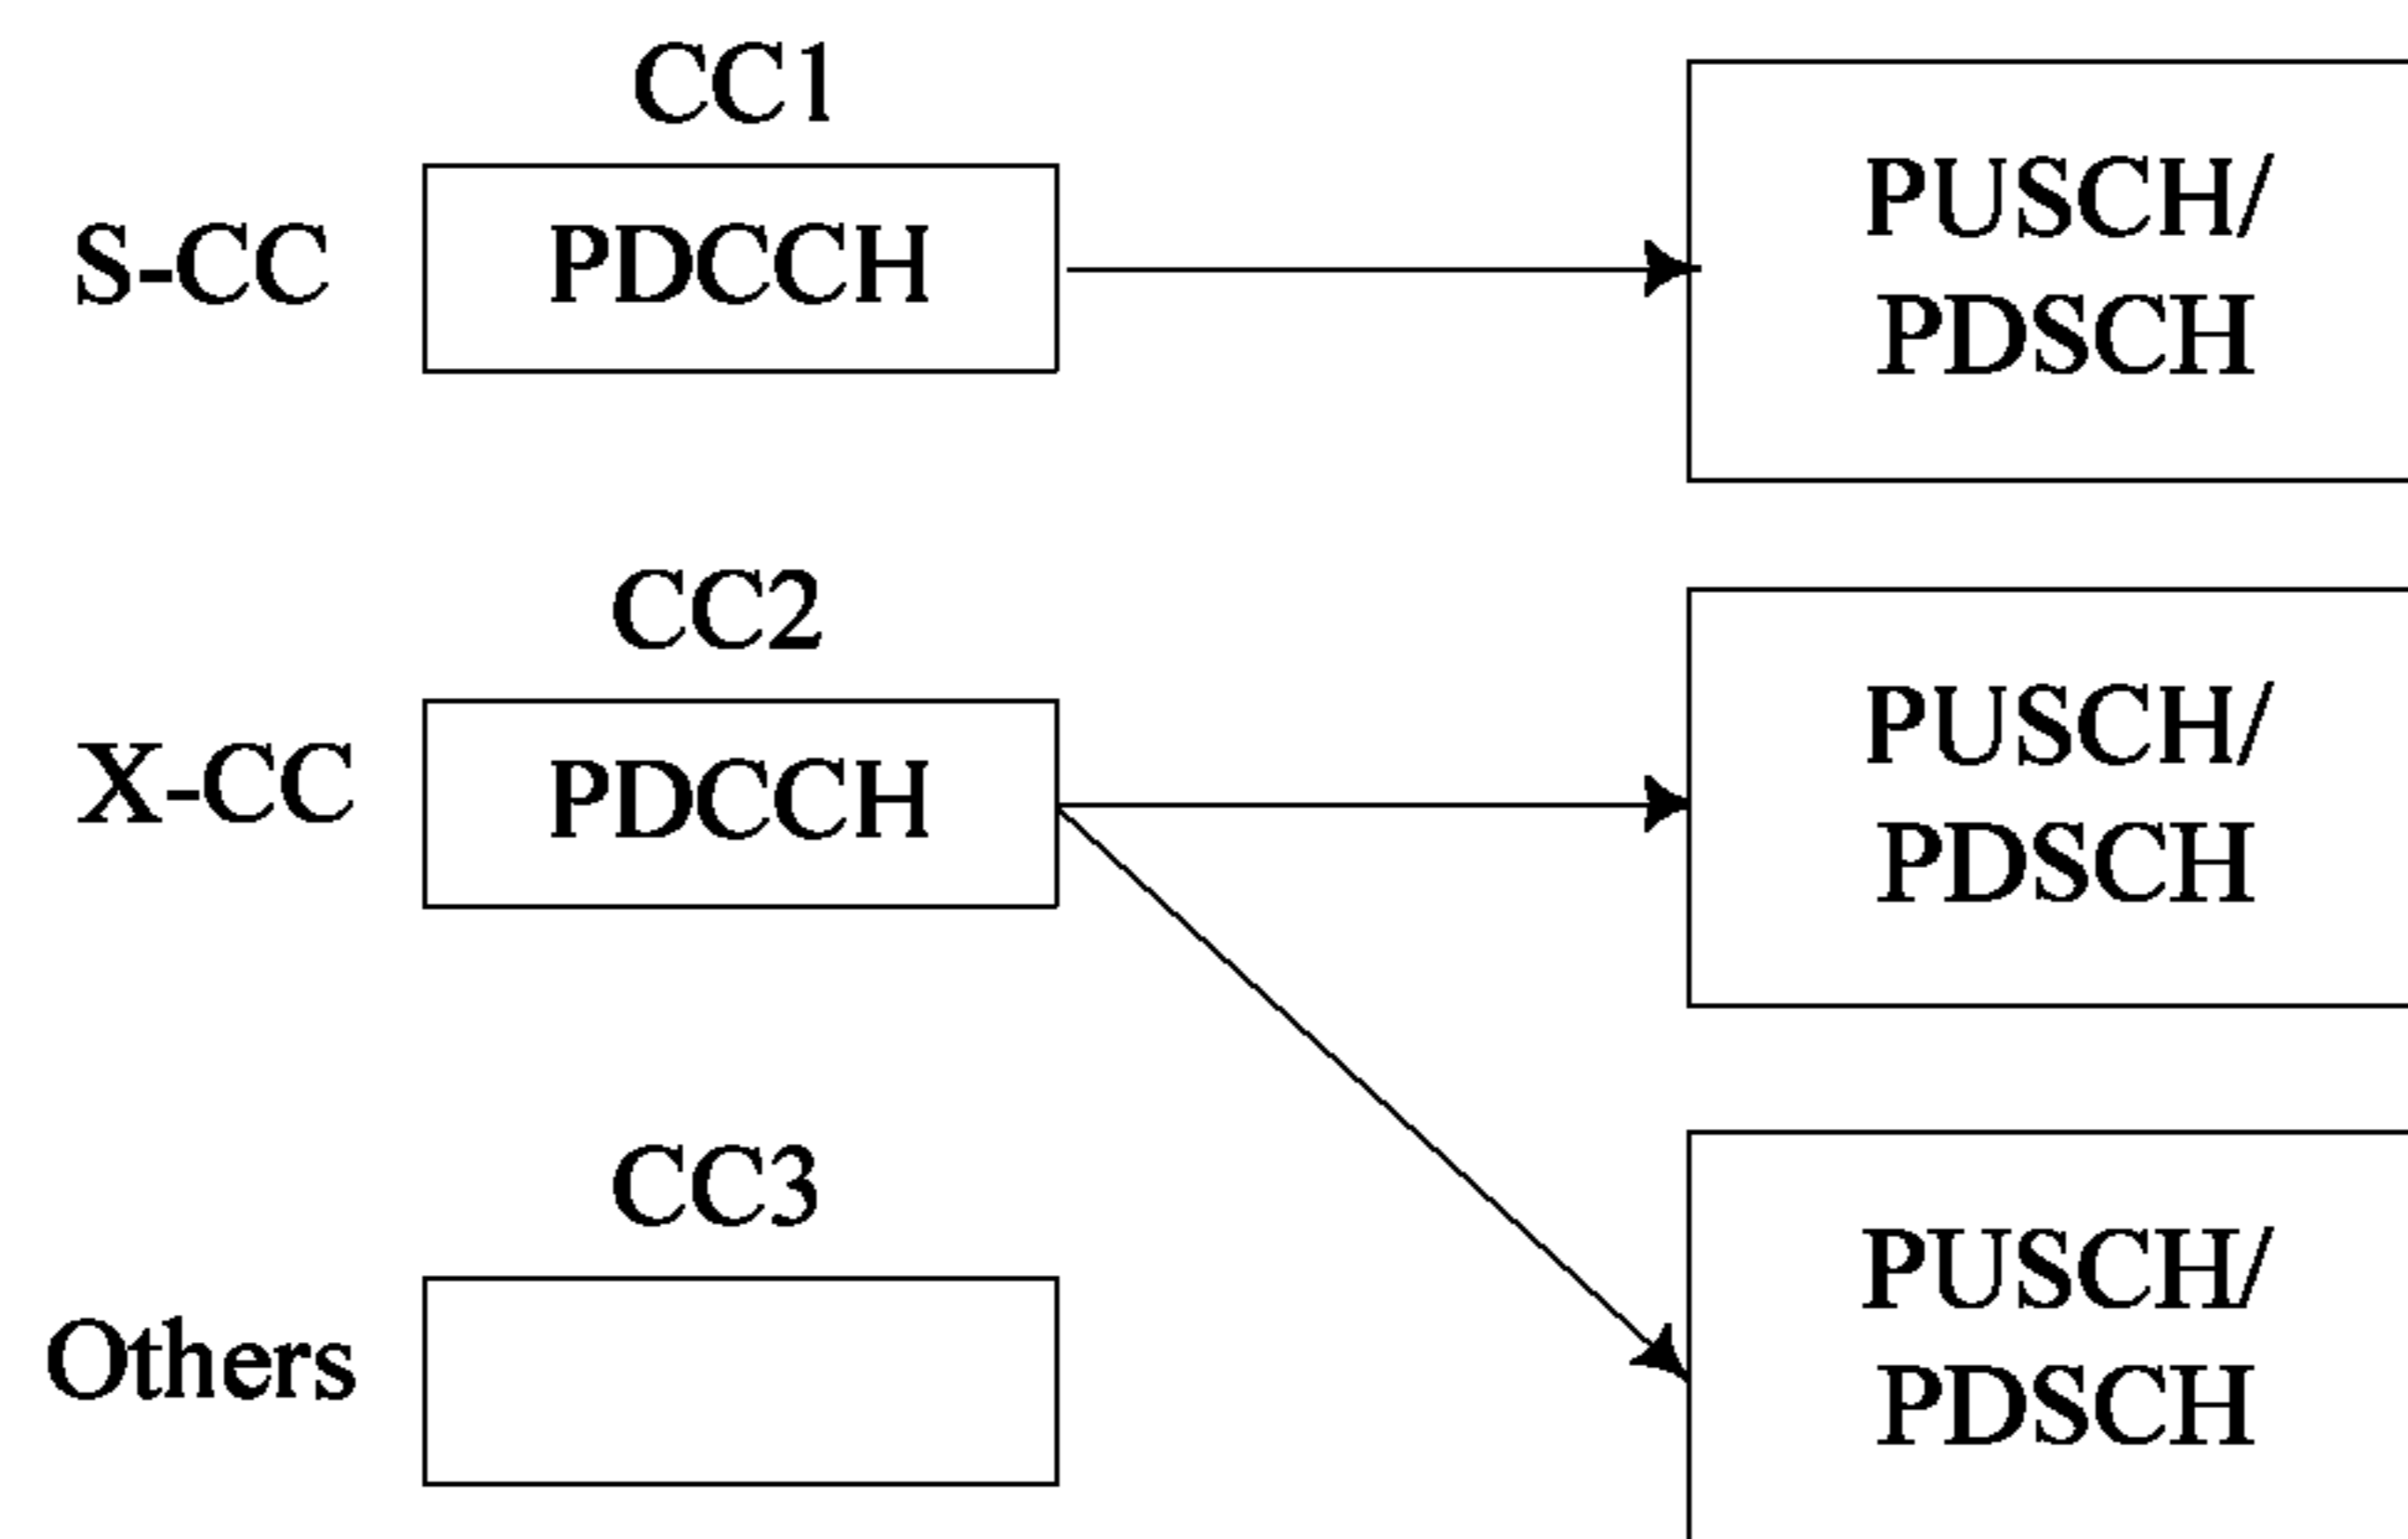 CC1
S-CC
PDCCH
PUSCH/
PDSCH
CC2
X-CC
PDCCH
PUSCH/
PDSCH
CC3
Others
PUSCH/
PDSCH